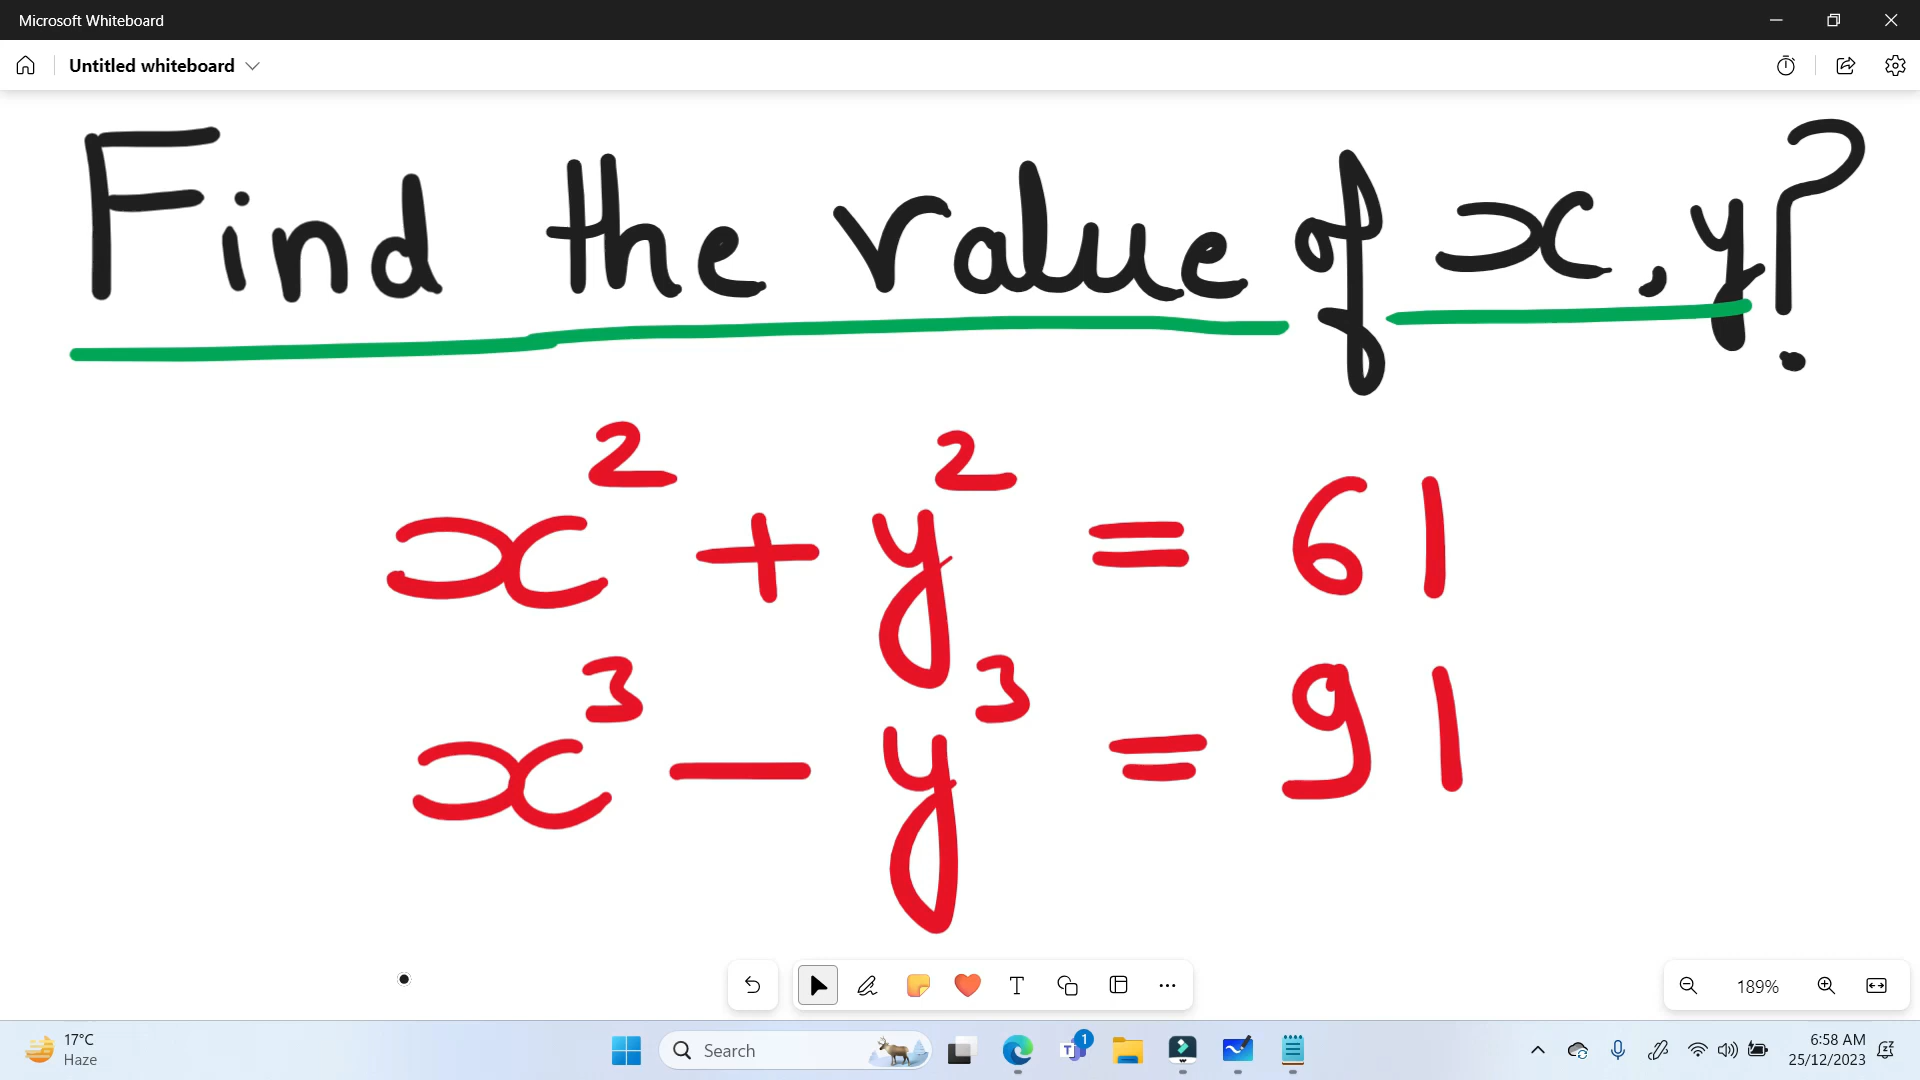 Microsoft Whiteboard
Untitled whiteboard
Find the value of x, y?
x² + y² = 61
x³ - y³ = 91
T
189%
17°C
Haze
Search
1
6:58 AM
25/12/2023